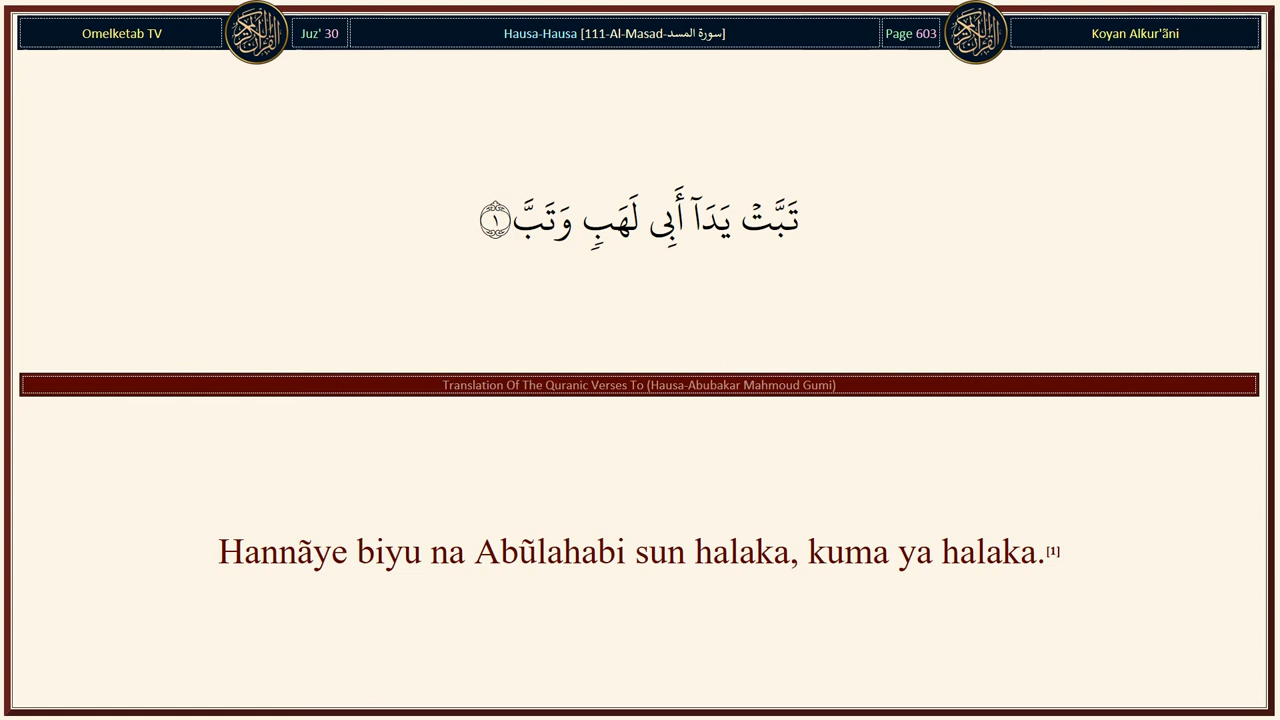 Omelketab TV
Juz' 30
Hausa-Hausa [111-Al-Masad-سورة المسد]
Page 603
Koyan Alƙur'ãni
تَبَّتۡ يَدَآ أَبِي لَهَبٖ وَتَبَّ ١
Translation Of The Quranic Verses To (Hausa-Abubakar Mahmoud Gumi)
Hannãye biyu na Abũlahabi sun halaka, kuma ya halaka.[1]